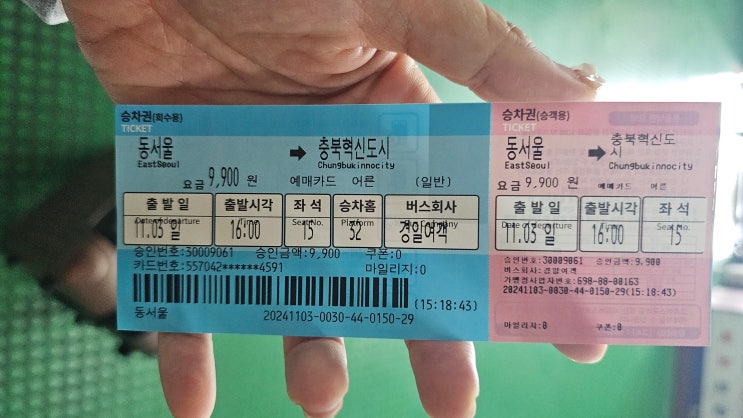 승차권(회수용)
TICKET
동서울 ➡ 충북혁신도시
EastSeoul Chungbukinnocity
요금 9,900 원 예매카드 어른 (일반)
출발일 출발시각 좌석 승차홈 버스회사
Date of departure Time Seat No. Platform Company
11.03 일 16:00 15 32 경일여객
승인번호:30009061 승인금액:9,900 쿠폰:0
카드번호:557042******4591 마일리지:0
(15:18:43)
동서울 20241103-0030-44-0150-29
승차권(승객용)
TICKET
동서울 ➡ 충북혁신도시
EastSeoul Chungbukinnocity
요금 9,900 원 예매카드 어른
출발일 출발시각 좌석
Date of departure Time Seat No.
11.03 일 16:00 15
승인번호:30009061 승인금액:9,900
버스회사:경일여객
가맹점사업자번호:698-88-00163
20241103-0030-44-0150-29(15:18:43)
마일리지:0 쿠폰:0